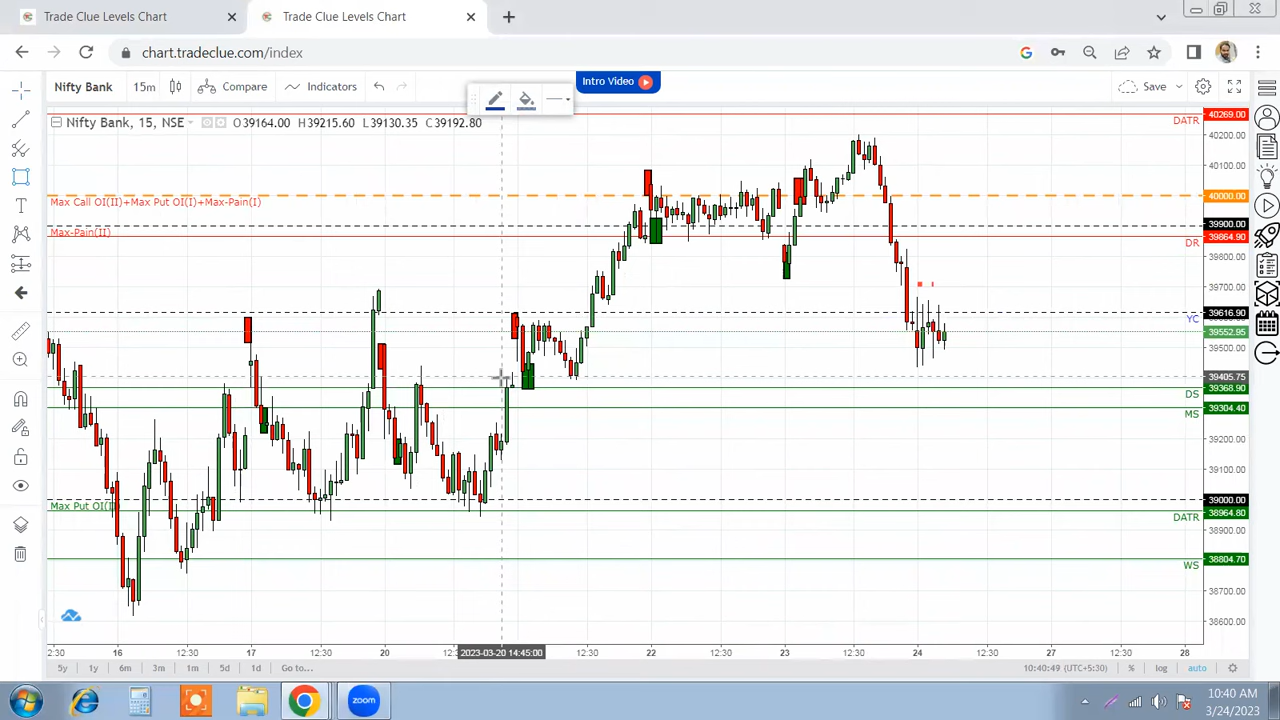 Trade Clue Levels Chart
Trade Clue Levels Chart
chart.tradeclue.com/index
Nifty Bank 15m Compare Indicators Intro Video Save
Nifty Bank, 15, NSE O39164.00 H39215.60 L39130.35 C39192.80
40269.00
DATR
40200.00
40100.00
Max Call OI(II)+Max Put OI(I)+Max-Pain(I) 40000.00
39900.00
Max-Pain(II) 39864.90
DR
39800.00
39700.00
39616.90
YC
39552.95
39500.00
39405.75
39368.90
DS
39304.40
MS
39200.00
39100.00
39000.00
Max Put OI(I 38964.80
DATR
38900.00
38804.70
WS
38700.00
38600.00
2:30 16 12:30 17 12:30 20 12:3 2023-03-20 14:45:00 12:30 22 12:30 23 12:30 24 12:30 27 12:30 28
5y 1y 6m 3m 1m 5d 1d Go to... 10:40:49 (UTC+5:30) % log auto
zoom 10:40 AM
3/24/2023